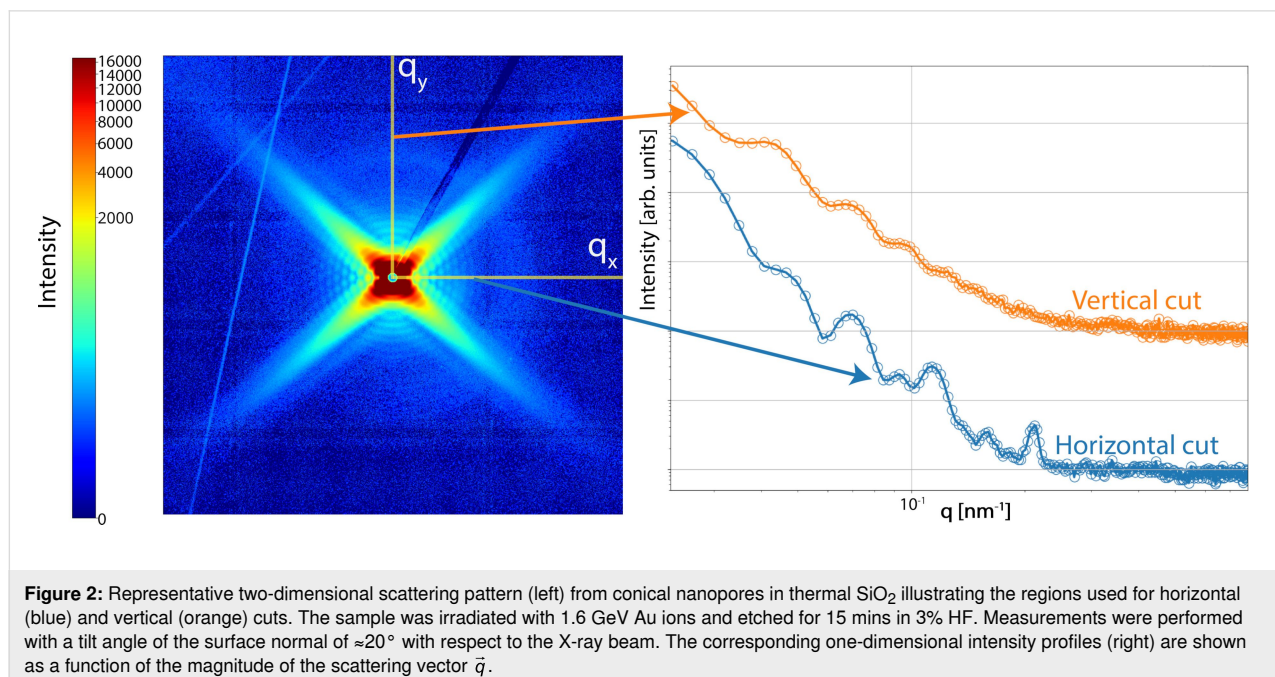 16000
14000
12000
10000
8000
6000
4000
2000
0
Intensity
q_y
q_x
Intensity [arb. units]
Vertical cut
Horizontal cut
10⁻¹
q [nm⁻¹]
Figure 2: Representative two-dimensional scattering pattern (left) from conical nanopores in thermal SiO₂ illustrating the regions used for horizontal
(blue) and vertical (orange) cuts. The sample was irradiated with 1.6 GeV Au ions and etched for 15 mins in 3% HF. Measurements were performed
with a tilt angle of the surface normal of ≈20° with respect to the X-ray beam. The corresponding one-dimensional intensity profiles (right) are shown
as a function of the magnitude of the scattering vector q⃗.